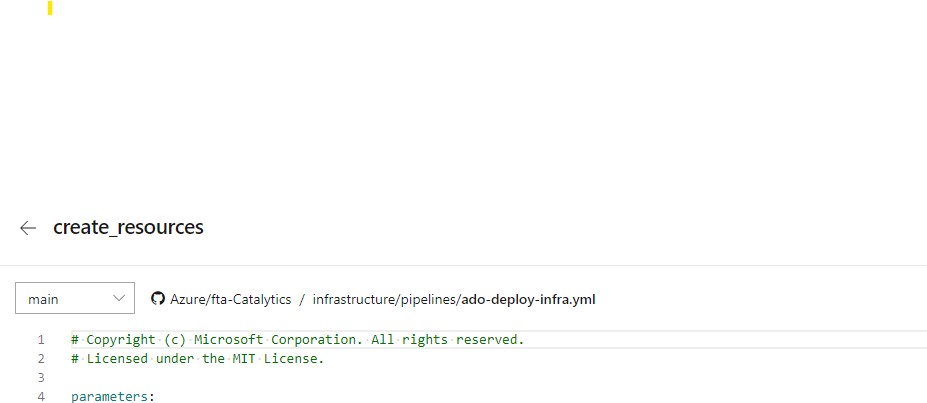 create_resources
main Azure/fta-Catalytics / infrastructure/pipelines/ado-deploy-infra.yml
1 # Copyright (c) Microsoft Corporation. All rights reserved.
2 # Licensed under the MIT License.
3
4 parameters: